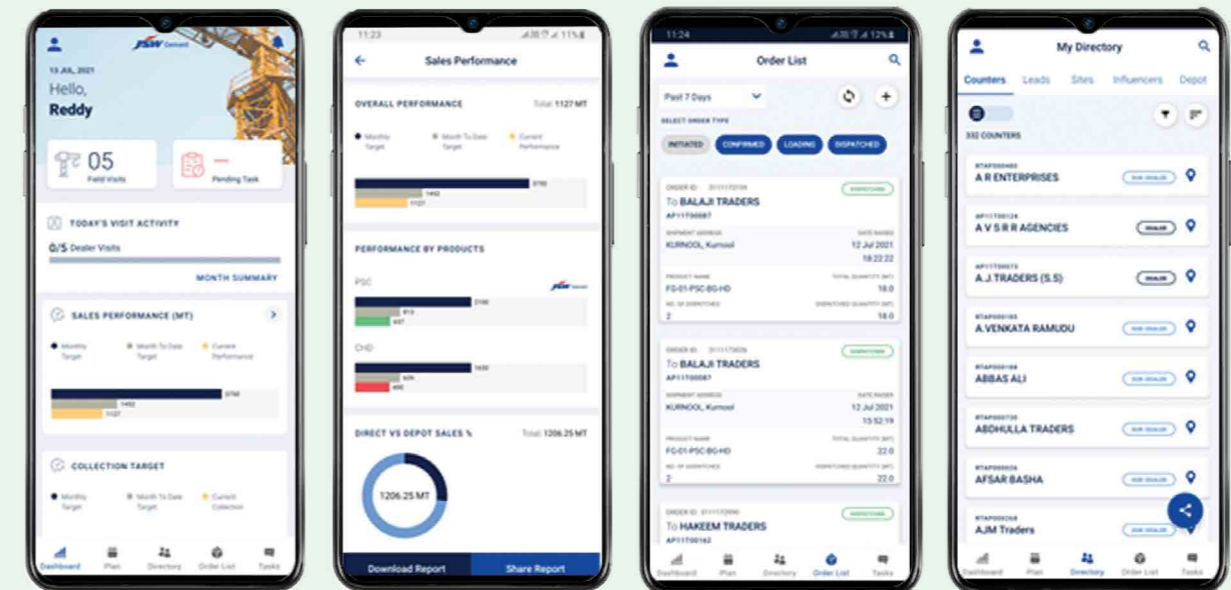 JSW Cement
13 JUL, 2021
Hello,
Reddy
05
Field Visits
Pending Task
TODAY'S VISIT ACTIVITY
0/5 Dealer Visits
MONTH SUMMARY
SALES PERFORMANCE (MT)
Monthly Target
Month To Date Target
Current Performance
3750
1492
1127
COLLECTION TARGET
Monthly Target
Month To Date Target
Current Collection
Dashboard
Plan
Directory
Order List
Tasks
11:23
11%
Sales Performance
OVERALL PERFORMANCE
Total: 1127 MT
Monthly Target
Month To Date Target
Current Performance
3750
1492
1127
PERFORMANCE BY PRODUCTS
PSC
2100
637
CHD
1650
490
DIRECT VS DEPOT SALES %
Total: 1206.25 MT
1206.25 MT
Download Report
Share Report
11:24
12%
Order List
Past 7 Days
SELECT ORDER TYPE
INITIATED
CONFIRMED
LOADING
DISPATCHED
ORDER ID:
DISPATCHED
To BALAJI TRADERS
AP11T00087
SHIPMENT ADDRESS
DATE RAISED
KURNOOL, Kurnool
12 Jul 2021
18:22:22
PRODUCT NAME
TOTAL QUANTITY (MT)
FG-01-PSC-BG-HD
18.0
NO. OF DISPATCHED
DISPATCHED QUANTITY (MT)
2
18.0
ORDER ID:
DISPATCHED
To BALAJI TRADERS
AP11T00087
SHIPMENT ADDRESS
DATE RAISED
KURNOOL, Kurnool
12 Jul 2021
15:52:19
PRODUCT NAME
TOTAL QUANTITY (MT)
FG-01-PSC-BG-HD
22.0
NO. OF DISPATCHED
DISPATCHED QUANTITY (MT)
2
22.0
ORDER ID:
DISPATCHED
To HAKEEM TRADERS
AP11T00162
Dashboard
Plan
Directory
Order List
Tasks
My Directory
Counters
Leads
Sites
Influencers
Depot
332 COUNTERS
A R ENTERPRISES
SUB-DEALER
A V S R R AGENCIES
DEALER
A.J.TRADERS (S.S)
DEALER
A.VENKATA RAMUDU
SUB-DEALER
ABBAS ALI
SUB-DEALER
ABDHULLA TRADERS
SUB-DEALER
AFSAR BASHA
SUB-DEALER
AJM Traders
SUB-DEALER
Dashboard
Plan
Directory
Order List
Tasks